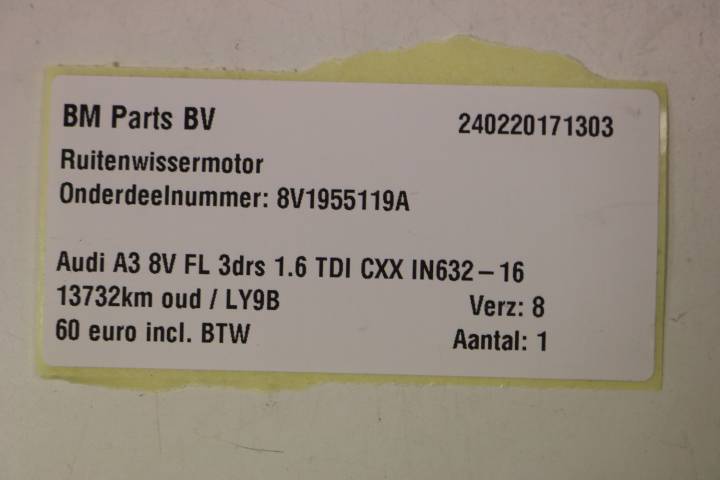 BM Parts BV 240220171303
Ruitenwissermotor
Onderdeelnummer: 8V1955119A
Audi A3 8V FL 3drs 1.6 TDI CXX IN632-16
13732km oud / LY9B Verz: 8
60 euro incl. BTW Aantal: 1